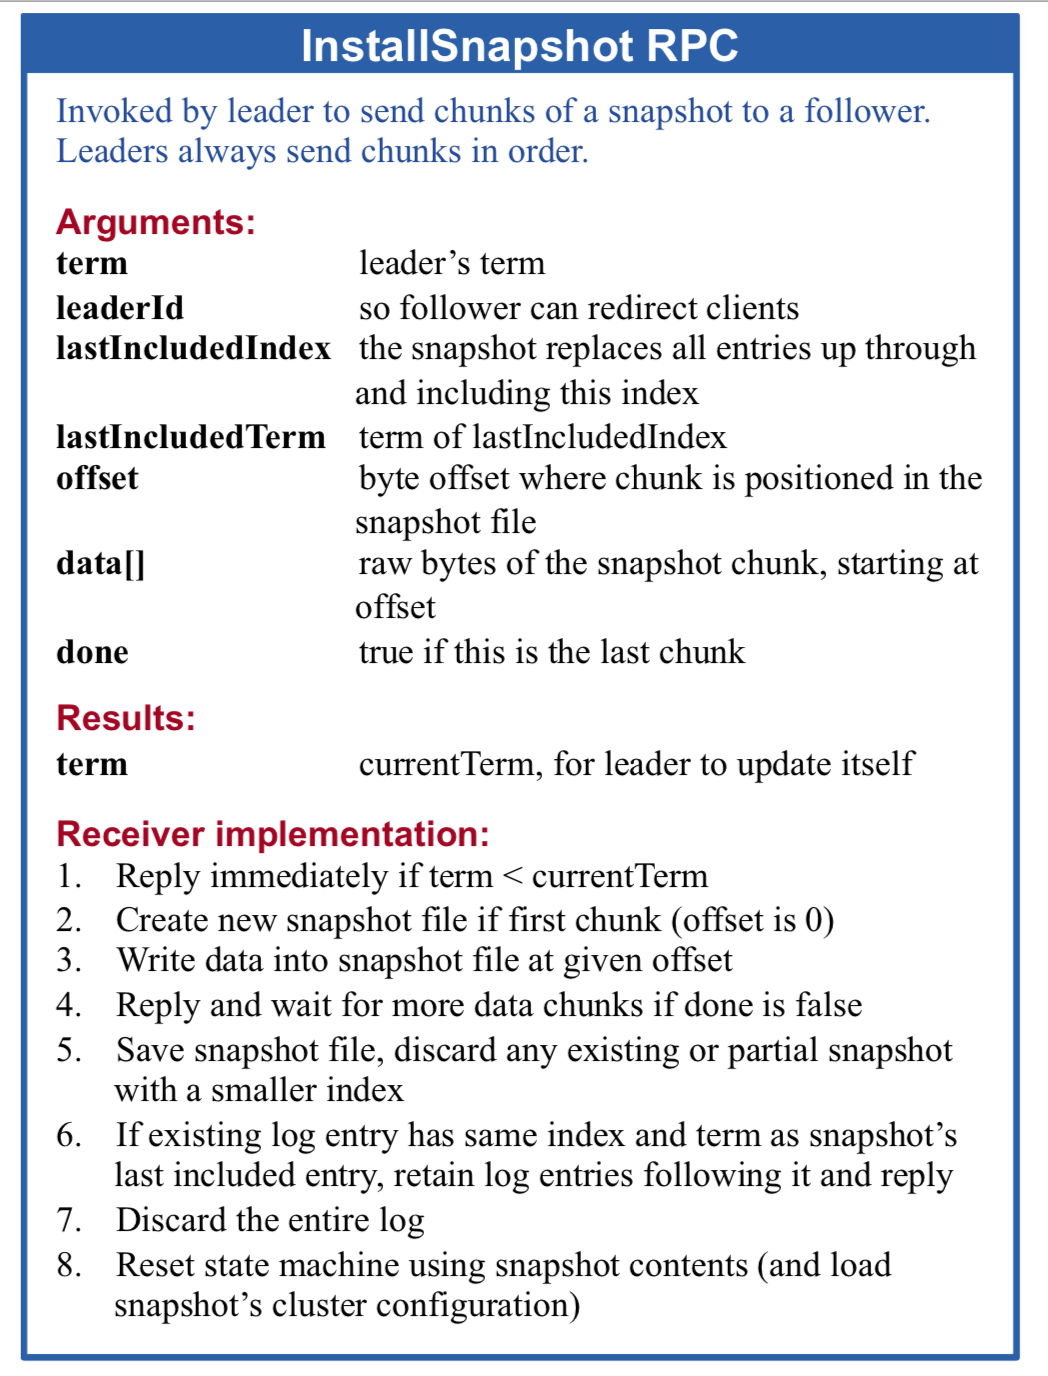 InstallSnapshot RPC
Invoked by leader to send chunks of a snapshot to a follower.
Leaders always send chunks in order.
Arguments:
term leader’s term
leaderId so follower can redirect clients
lastIncludedIndex the snapshot replaces all entries up through
and including this index
lastIncludedTerm term of lastIncludedIndex
offset byte offset where chunk is positioned in the
snapshot file
data[] raw bytes of the snapshot chunk, starting at
offset
done true if this is the last chunk
Results:
term currentTerm, for leader to update itself
Receiver implementation:
1. Reply immediately if term < currentTerm
2. Create new snapshot file if first chunk (offset is 0)
3. Write data into snapshot file at given offset
4. Reply and wait for more data chunks if done is false
5. Save snapshot file, discard any existing or partial snapshot
with a smaller index
6. If existing log entry has same index and term as snapshot’s
last included entry, retain log entries following it and reply
7. Discard the entire log
8. Reset state machine using snapshot contents (and load
snapshot’s cluster configuration)